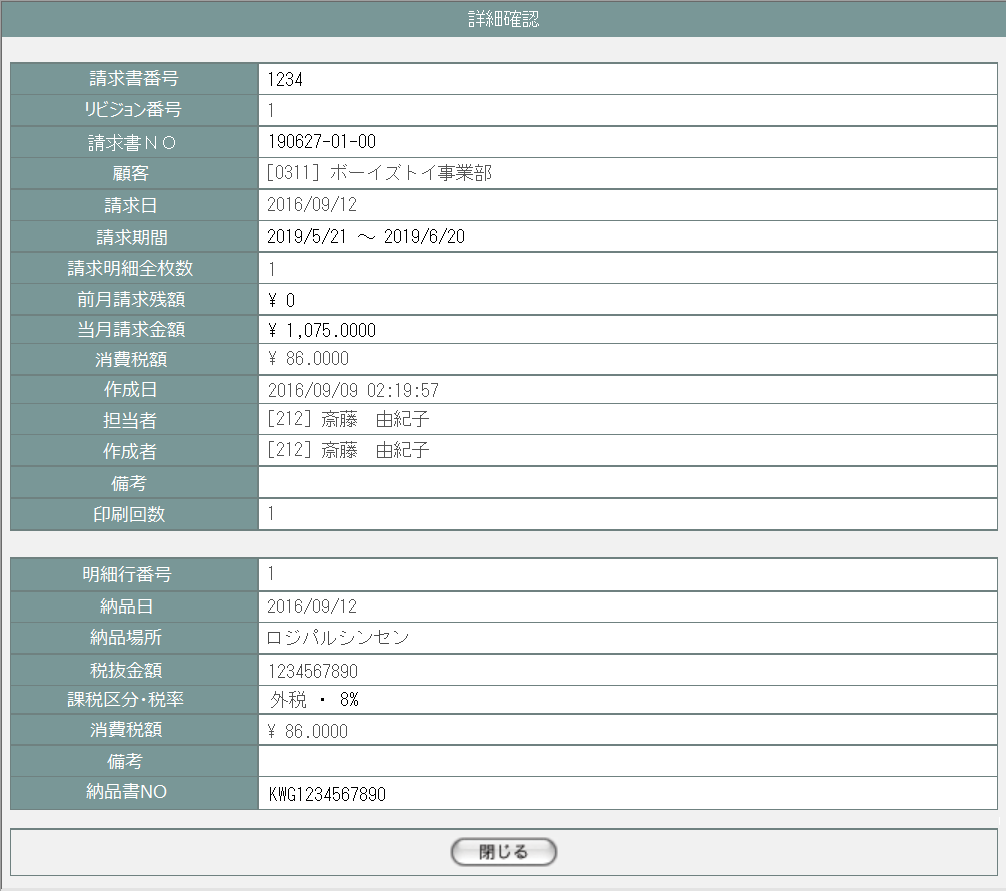 詳細確認
請求書番号 1234
リビジョン番号 1
請求書ＮＯ 190627-01-00
顧客 [0311] ボーイズトイ事業部
請求日 2016/09/12
請求期間 2019/5/21 ～ 2019/6/20
請求明細全枚数 1
前月請求残額 ¥ 0
当月請求金額 ¥ 1,075.0000
消費税額 ¥ 86.0000
作成日 2016/09/09 02:19:57
担当者 [212] 斎藤　由紀子
作成者 [212] 斎藤　由紀子
備考
印刷回数 1
明細行番号 1
納品日 2016/09/12
納品場所 ロジパルシンセン
税抜金額 1234567890
課税区分・税率 外税 ・ 8%
消費税額 ¥ 86.0000
備考
納品書NO KWG1234567890
閉じる